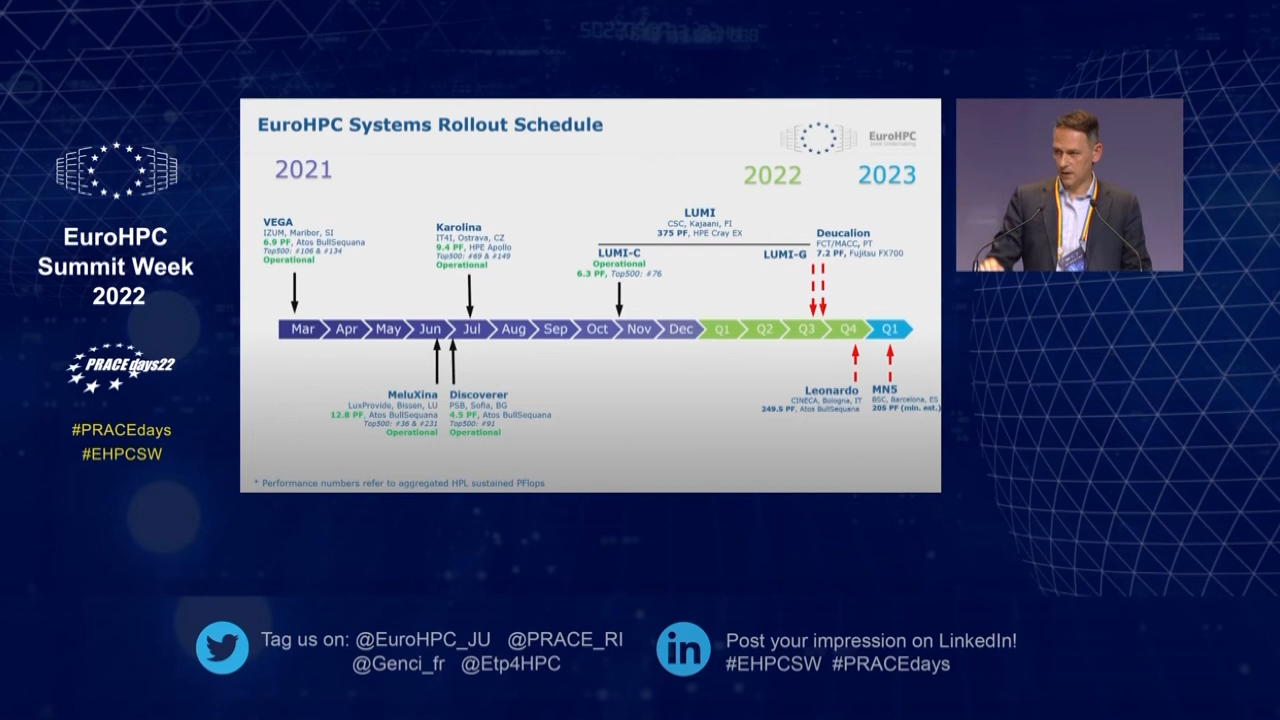 EuroHPC
Summit Week
2022
PRACEdays22
#PRACEdays
#EHPCSW
EuroHPC Systems Rollout Schedule
EuroHPC
Joint Undertaking
2021
2022
2023
VEGA
IZUM, Maribor, SI
6.9 PF, Atos BullSequana
Top500: #106 & #134
Operational
Karolina
IT4I, Ostrava, CZ
9.4 PF, HPE Apollo
Top500: #69 & #149
Operational
LUMI
CSC, Kajaani, FI
375 PF, HPE Cray EX
LUMI-C
Operational
6.3 PF, Top500: #76
LUMI-G
Deucalion
FCT/MACC, PT
7.2 PF, Fujitsu FX700
Mar Apr May Jun Jul Aug Sep Oct Nov Dec Q1 Q2 Q3 Q4 Q1
MeluXina
LuxProvide, Bissen, LU
12.8 PF, Atos BullSequana
Top500: #36 & #231
Operational
Discoverer
PSB, Sofia, BG
4.5 PF, Atos BullSequana
Top500: #91
Operational
Leonardo
CINECA, Bologna, IT
249.5 PF, Atos BullSequana
MN5
BSC, Barcelona, ES
205 PF (min. est.)
* Performance numbers refer to aggregated HPL sustained PFlops
Tag us on: @EuroHPC_JU @PRACE_RI
@Genci_fr @Etp4HPC
in
Post your impression on LinkedIn!
#EHPCSW #PRACEdays